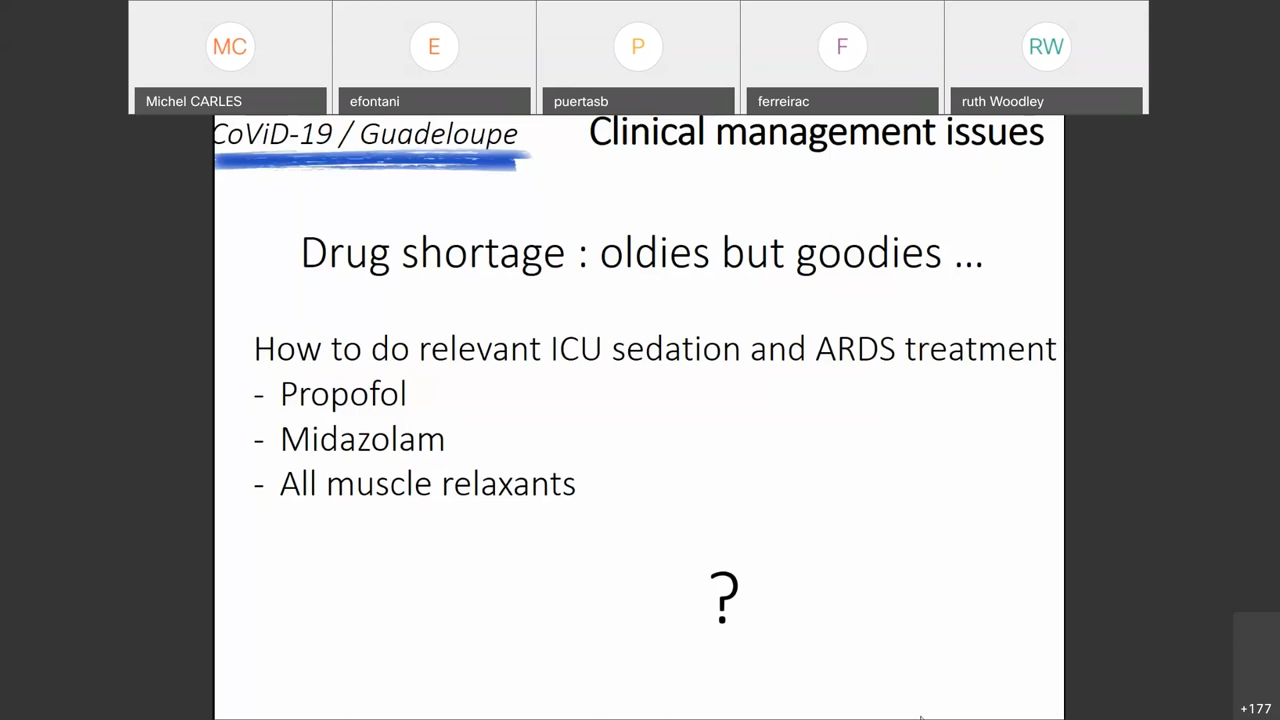 MC
E
P
F
RW
Michel CARLES
efontani
puertasb
ferreirac
ruth Woodley
CoViD-19 / Guadeloupe
Clinical management issues
Drug shortage : oldies but goodies ...
How to do relevant ICU sedation and ARDS treatment
- Propofol
- Midazolam
- All muscle relaxants
?
+177